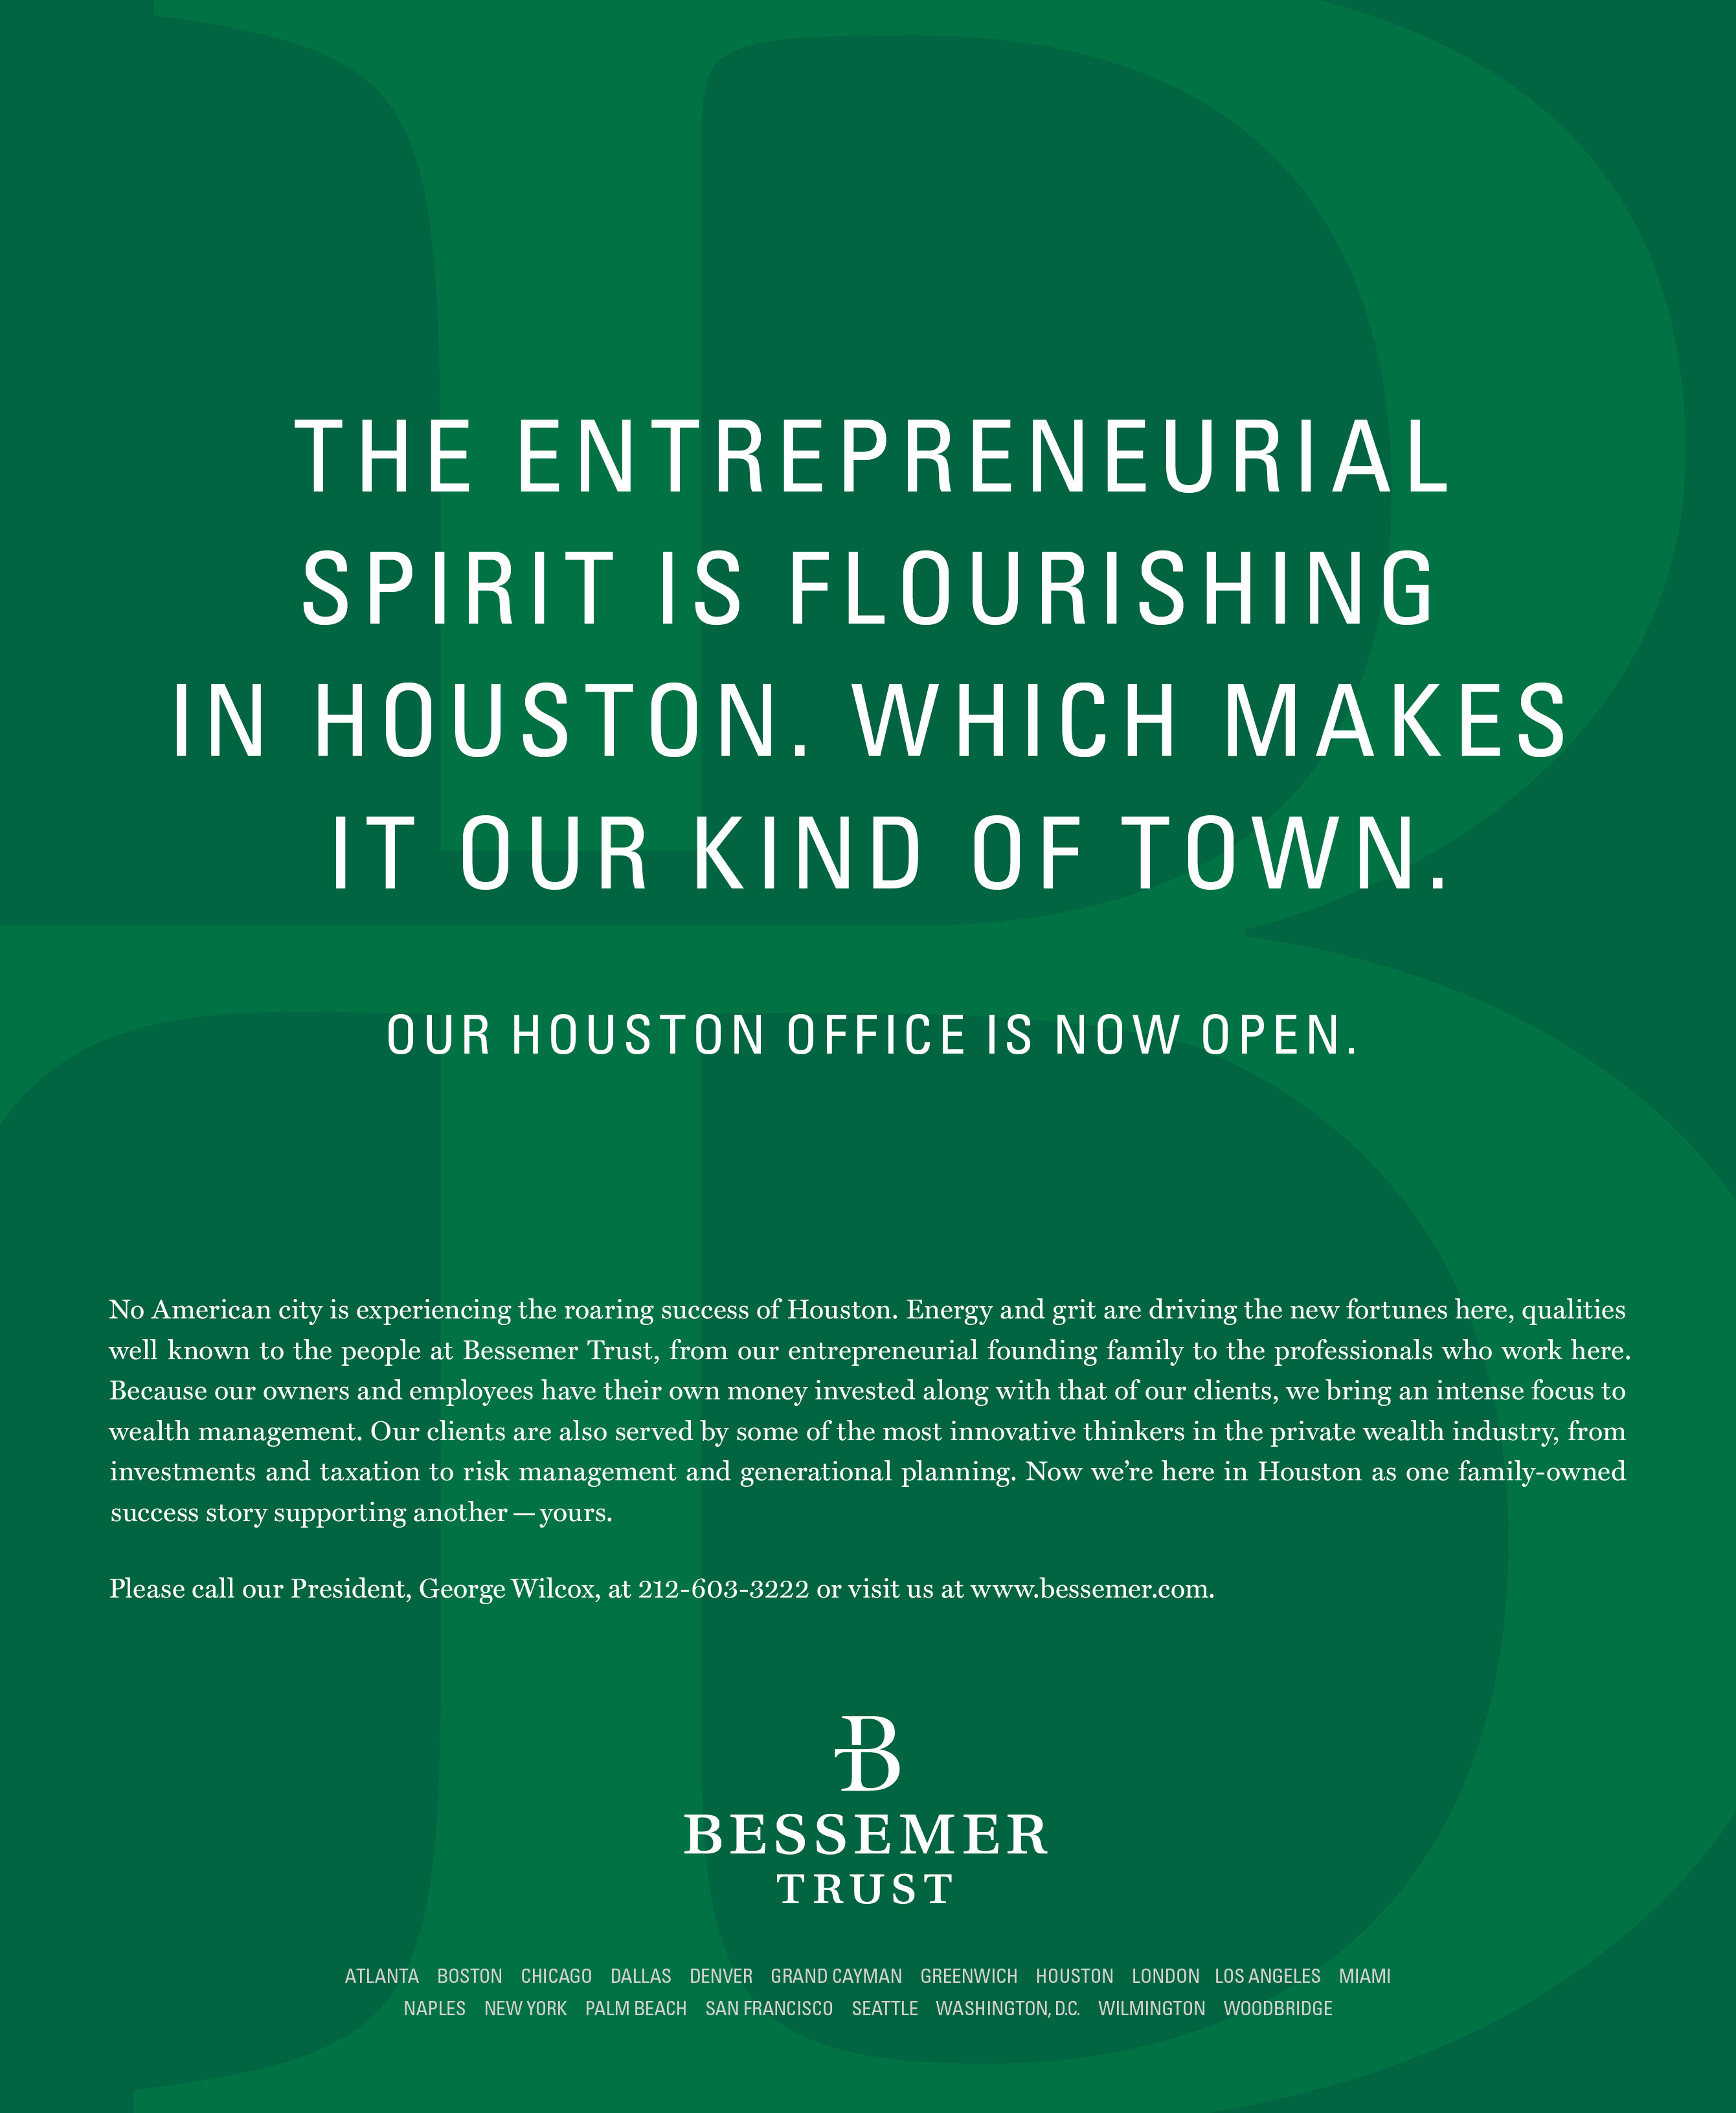 THE ENTREPRENEURIAL
SPIRIT IS FLOURISHING
IN HOUSTON. WHICH MAKES
IT OUR KIND OF TOWN.
OUR HOUSTON OFFICE IS NOW OPEN.
No American city is experiencing the roaring success of Houston. Energy and grit are driving the new fortunes here, qualities
well known to the people at Bessemer Trust, from our entrepreneurial founding family to the professionals who work here.
Because our owners and employees have their own money invested along with that of our clients, we bring an intense focus to
wealth management. Our clients are also served by some of the most innovative thinkers in the private wealth industry, from
investments and taxation to risk management and generational planning. Now we’re here in Houston as one family-owned
success story supporting another — yours.
Please call our President, George Wilcox, at 212-603-3222 or visit us at www.bessemer.com.
B
BESSEMER
TRUST
ATLANTA BOSTON CHICAGO DALLAS DENVER GRAND CAYMAN GREENWICH HOUSTON LONDON LOS ANGELES MIAMI
NAPLES NEW YORK PALM BEACH SAN FRANCISCO SEATTLE WASHINGTON, D.C. WILMINGTON WOODBRIDGE